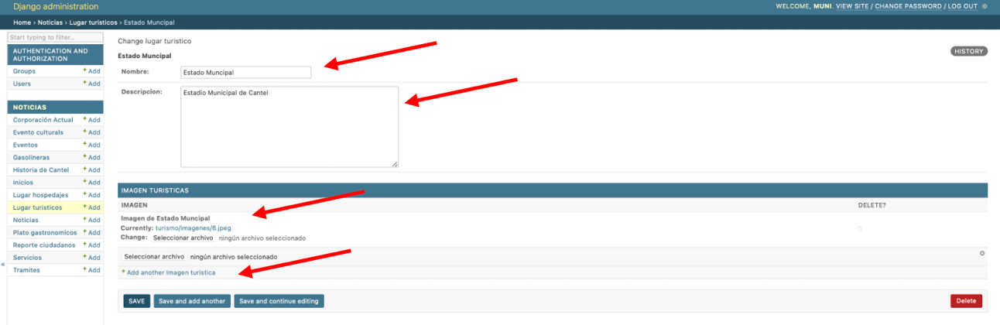 Django administration
WELCOME, MUNI. VIEW SITE / CHANGE PASSWORD / LOG OUT
Home › Noticias › Lugar turisticos › Estado Muncipal
Start typing to filter...
AUTHENTICATION AND
AUTHORIZATION
Groups + Add
Users + Add
NOTICIAS
Corporación Actual + Add
Evento culturals + Add
Eventos + Add
Gasolineras + Add
Historia de Cantel + Add
Inicios + Add
Lugar hospedajes + Add
Lugar turisticos + Add
Noticias + Add
Plato gastronomicos + Add
Reporte ciudadanos + Add
Servicios + Add
Tramites + Add
«
Change lugar turistico
Estado Muncipal
HISTORY
Nombre: Estado Muncipal
Descripcion: Estadio Municipal de Cantel
IMAGEN TURISTICAS
IMAGEN DELETE?
Imagen de Estado Muncipal
Currently: turismo/imagenes/6.jpeg
Change: Seleccionar archivo ningún archivo seleccionado
Seleccionar archivo ningún archivo seleccionado
+ Add another Imagen turistica
SAVE Save and add another Save and continue editing Delete